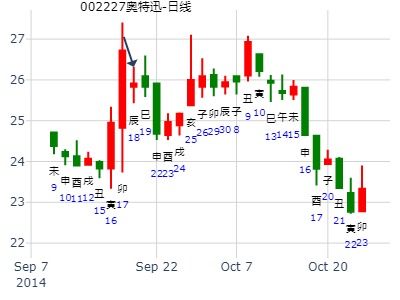 002227奥特迅-日线
27
26
25
24
23
22
未
9
申
10
酉
11
戌
12
丑
15
寅
16
卯
17
辰
18
巳
19
申
22
酉
23
戌
24
亥
25
子
26
卯
29
辰
30
子
8
丑
9
寅
10
巳
13
午
14
未
15
申
16
酉
17
子
20
丑
21
寅
22
卯
23
Sep 7 Sep 22 Oct 7 Oct 20
2014